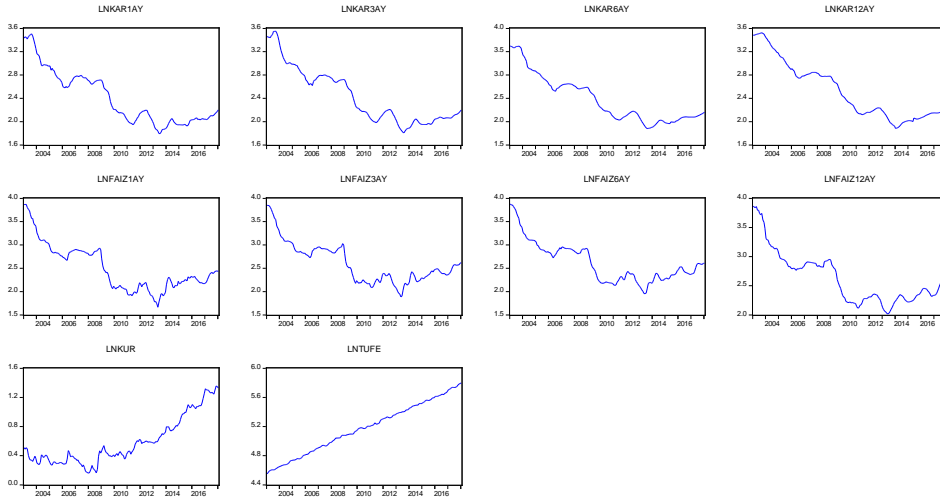 LNKAR1AY LNKAR3AY LNKAR6AY LNKAR12AY
3.6 3.6 4.0 3.6
3.2 3.2 3.6 3.2
2.8 2.8 3.2 2.8
2.4 2.4 2.8 2.4
2.0 2.0 2.4 2.0
1.6 1.6 2.0 1.6
1.6
2004 2006 2008 2010 2012 2014 2016 2004 2006 2008 2010 2012 2014 2016 2004 2006 2008 2010 2012 2014 2016 2004 2006 2008 2010 2012 2014 2016
LNFAIZ1AY LNFAIZ3AY LNFAIZ6AY LNFAIZ12AY
4.0 4.0 4.0 4.0
3.5 3.5 3.5 3.5
3.0 3.0 3.0 3.0
2.5 2.5 2.5 2.5
2.0 2.0 2.0 2.0
1.5 1.5 1.5
2004 2006 2008 2010 2012 2014 2016 2004 2006 2008 2010 2012 2014 2016 2004 2006 2008 2010 2012 2014 2016 2004 2006 2008 2010 2012 2014 2016
LNKUR LNTUFE
1.6 6.0
1.2 5.6
0.8 5.2
0.4 4.8
0.0 4.4
2004 2006 2008 2010 2012 2014 2016 2004 2006 2008 2010 2012 2014 2016